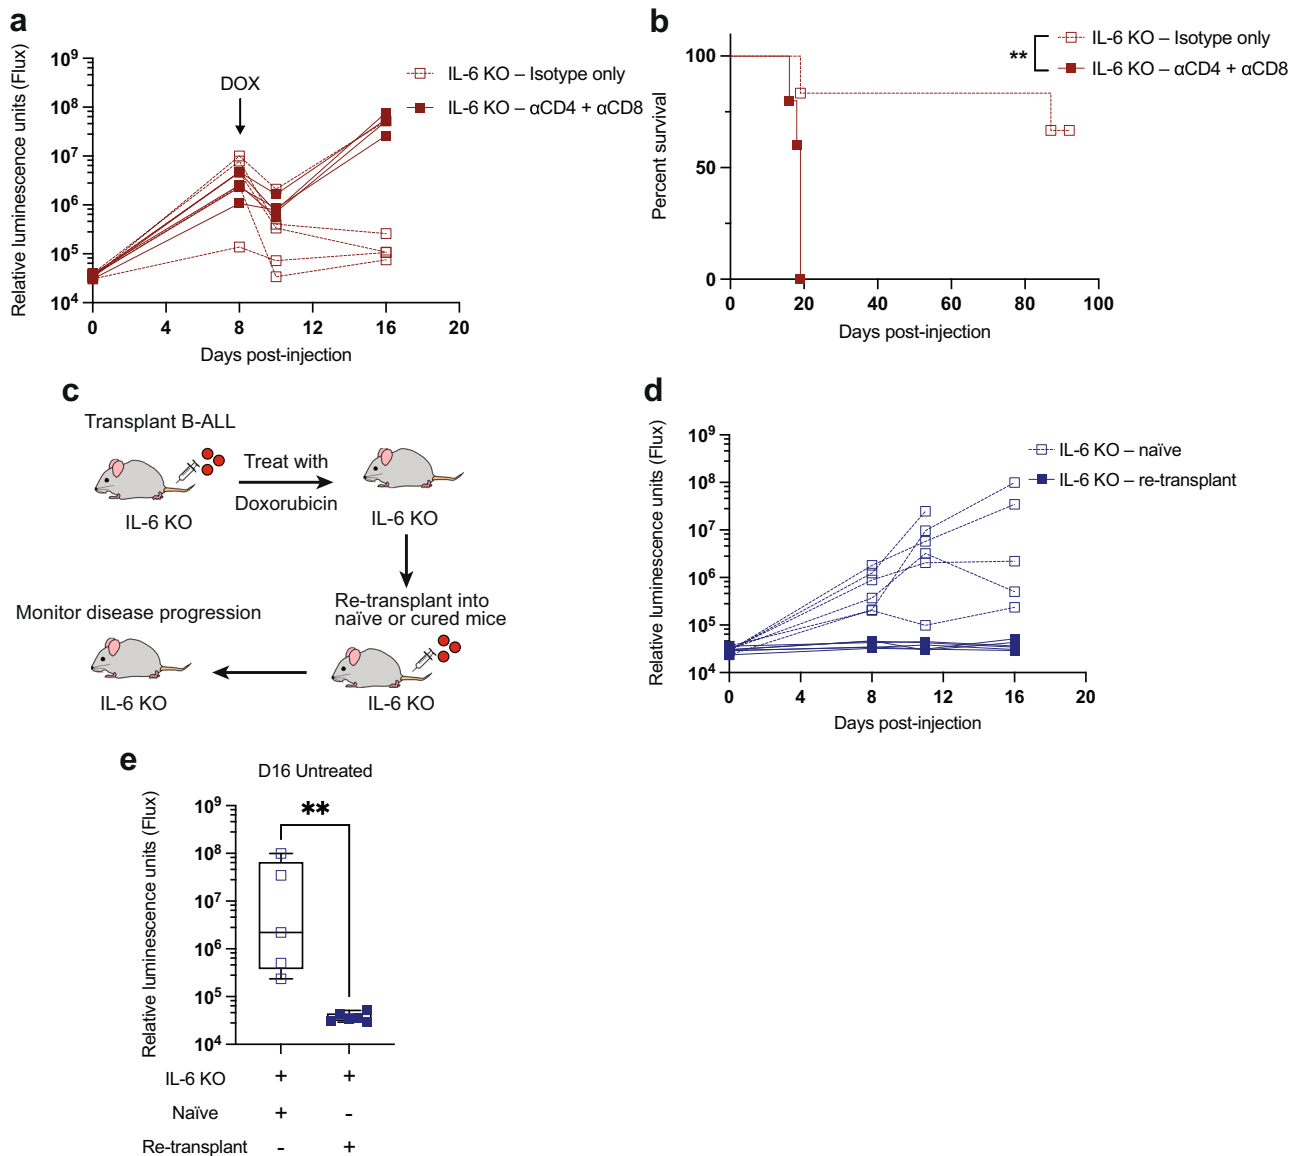 a
Relative luminescence units (Flux)
10⁹
10⁸
10⁷
10⁶
10⁵
10⁴
DOX
IL-6 KO – Isotype only
IL-6 KO – αCD4 + αCD8
0 4 8 12 16 20
Days post-injection
b
Percent survival
100
50
0
**
IL-6 KO – Isotype only
IL-6 KO – αCD4 + αCD8
0 20 40 60 80 100
Days post-injection
c
Transplant B-ALL
IL-6 KO
Treat with
Doxorubicin
IL-6 KO
Re-transplant into
naïve or cured mice
IL-6 KO
Monitor disease progression
IL-6 KO
d
Relative luminescence units (Flux)
10⁹
10⁸
10⁷
10⁶
10⁵
10⁴
IL-6 KO – naïve
IL-6 KO – re-transplant
0 4 8 12 16 20
Days post-injection
e
D16 Untreated
Relative luminescence units (Flux)
10⁹
10⁸
10⁷
10⁶
10⁵
10⁴
**
IL-6 KO + +
Naïve + -
Re-transplant - +